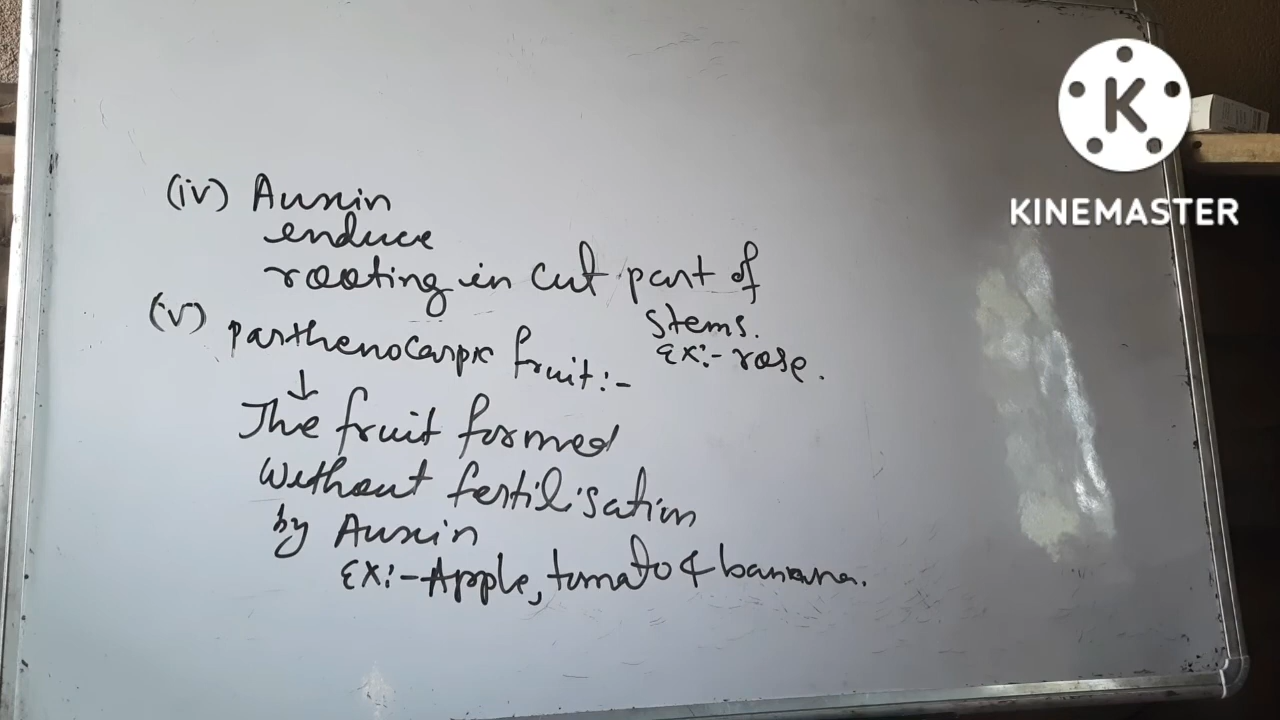 (iv) Auxin
enduce
rooting in cut part of
stems.
Ex:- rose.
(v) parthenocarpic fruit:-
↓
The fruit formed
without fertilisation
by Auxin
Ex:- Apple, tomato & banana.
K
KINEMASTER